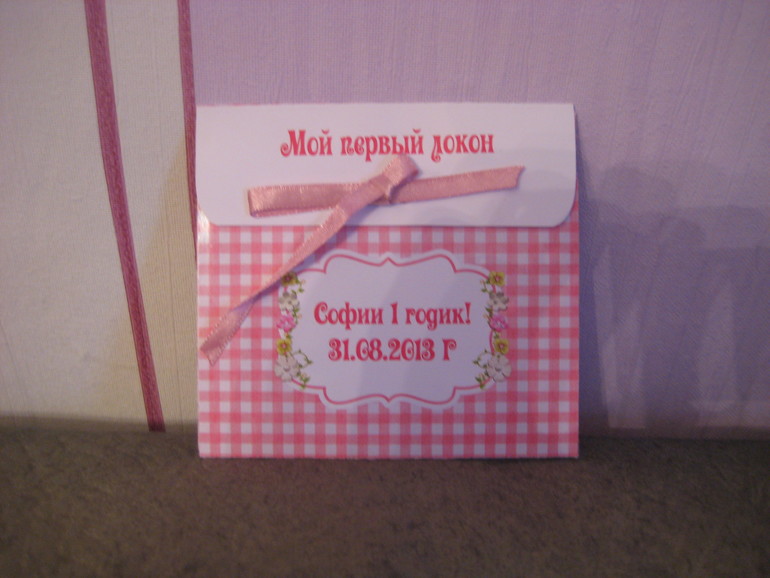 Мой первый локон
Софии 1 годик!
31.08.2013 Г